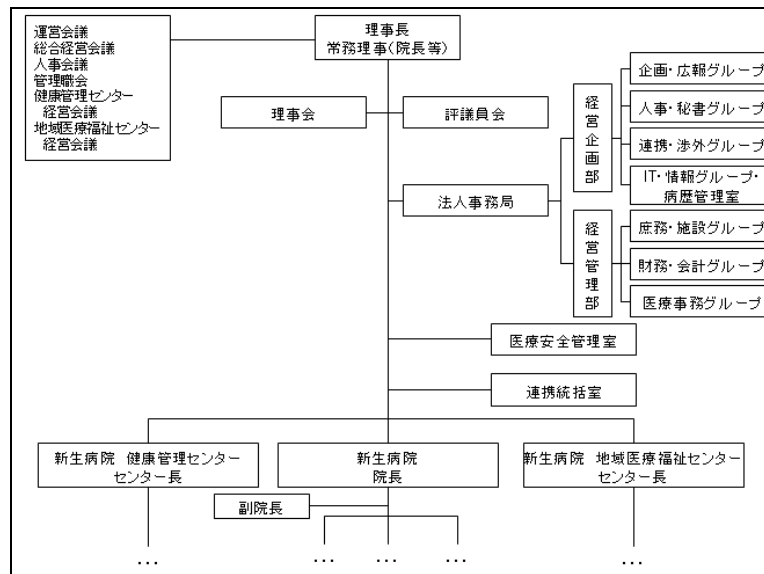 運営会議
総合経営会議
人事会議
管理職会
健康管理センター
経営会議
地域医療福祉センター
経営会議
理事長
常務理事(院長等)
理事会
評議員会
法人事務局
経営企画部
企画・広報グループ
人事・秘書グループ
連携・渉外グループ
IT・情報グループ・
病歴管理室
経営管理部
庶務・施設グループ
財務・会計グループ
医療事務グループ
医療安全管理室
連携統括室
新生病院 健康管理センター
センター長
新生病院
院長
新生病院 地域医療福祉センター
センター長
副院長
…
… … …
…